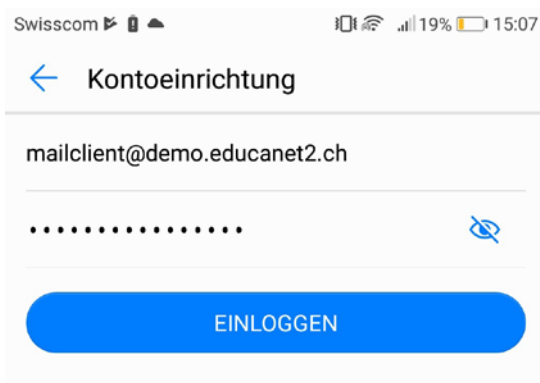 Swisscom 19% 15:07
Kontoeinrichtung
mailclient@demo.educanet2.ch
••••••••••••••••
EINLOGGEN